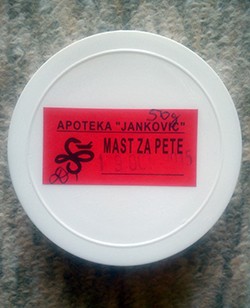 50g
APOTEKA "JANKOVIĆ"
MAST ZA PETE